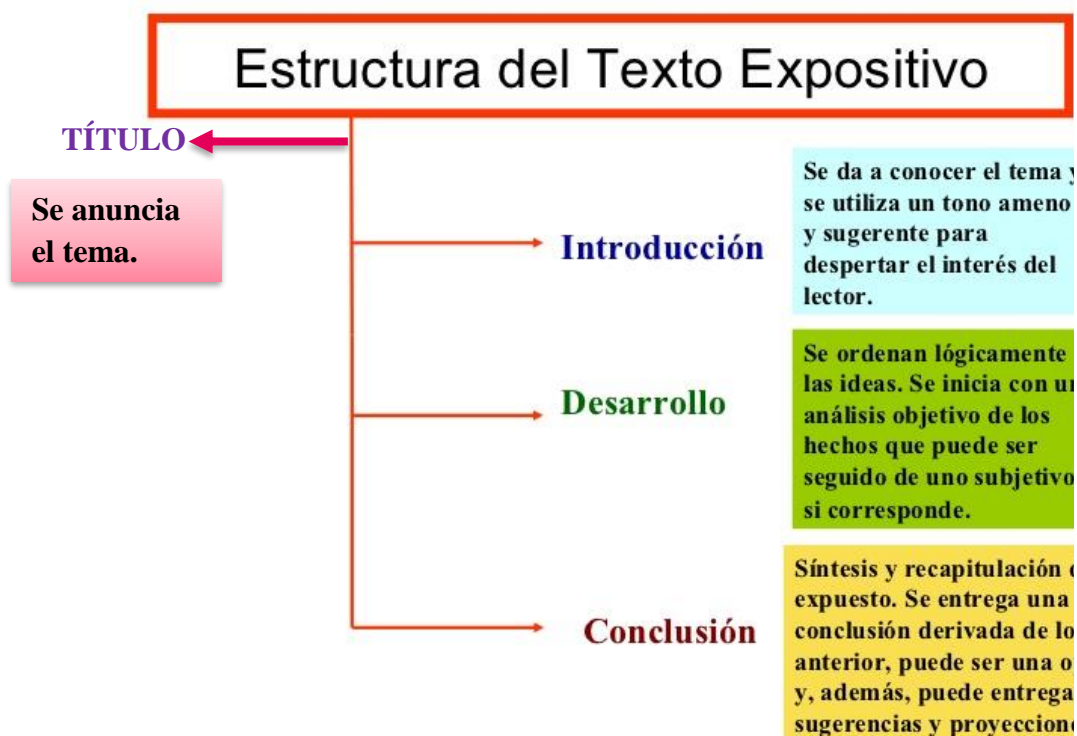 Estructura del Texto Expositivo
TÍTULO
Se anuncia
el tema.
Introducción
Se da a conocer el tema y
se utiliza un tono ameno
y sugerente para
despertar el interés del
lector.
Desarrollo
Se ordenan lógicamente
las ideas. Se inicia con un
análisis objetivo de los
hechos que puede ser
seguido de uno subjetivo
si corresponde.
Conclusión
Síntesis y recapitulación
expuesto. Se entrega una
conclusión derivada de lo
anterior, puede ser una
y, además, puede
sugerencias y